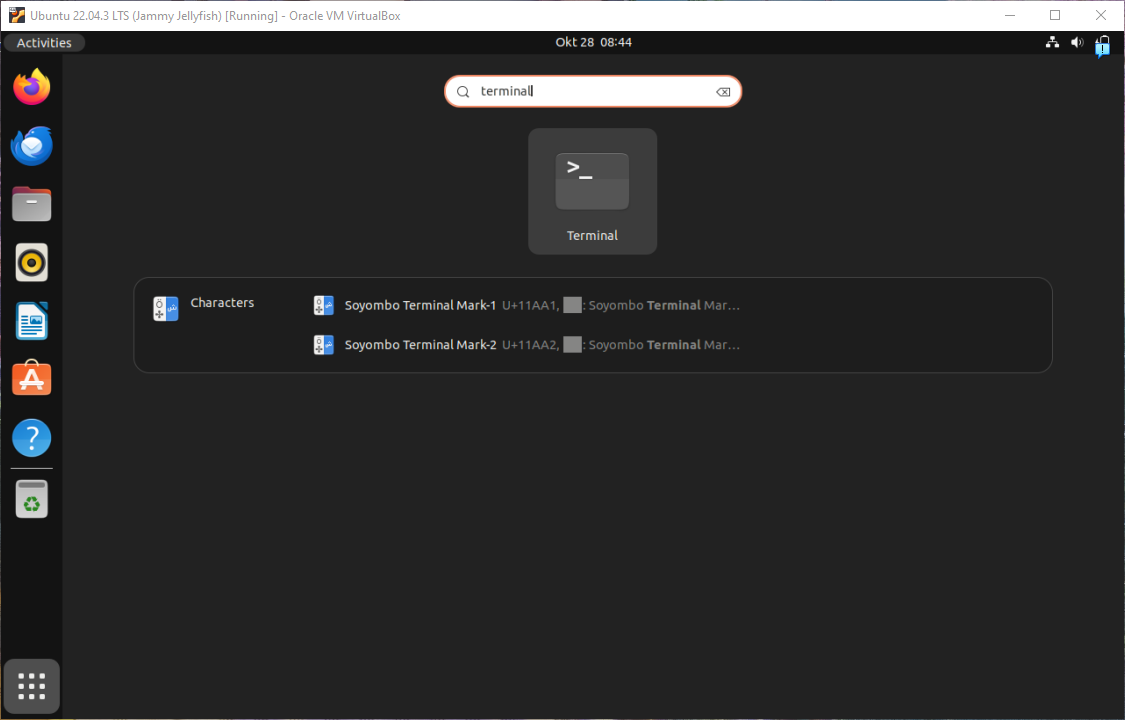 Ubuntu 22.04.3 LTS (Jammy Jellyfish) [Running] - Oracle VM VirtualBox
Activities
Okt 28 08:44
terminal
>_
Terminal
Characters
Soyombo Terminal Mark-1 U+11AA1, : Soyombo Terminal Mar...
Soyombo Terminal Mark-2 U+11AA2, : Soyombo Terminal Mar...